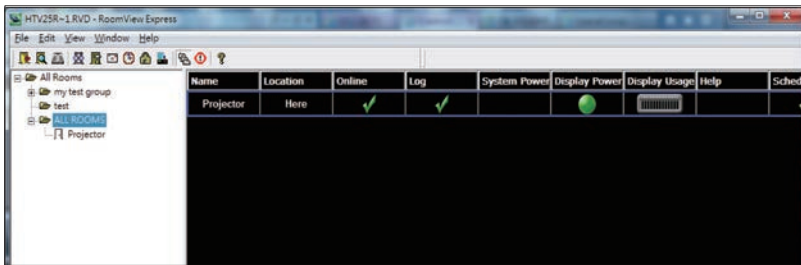 HTV25R~1.RVD - RoomView Express
File Edit View Window Help
All Rooms
my test group
test
ALL ROOMS
Projector
Name Location Online Log System Power Display Power Display Usage Help Sched
Projector Here